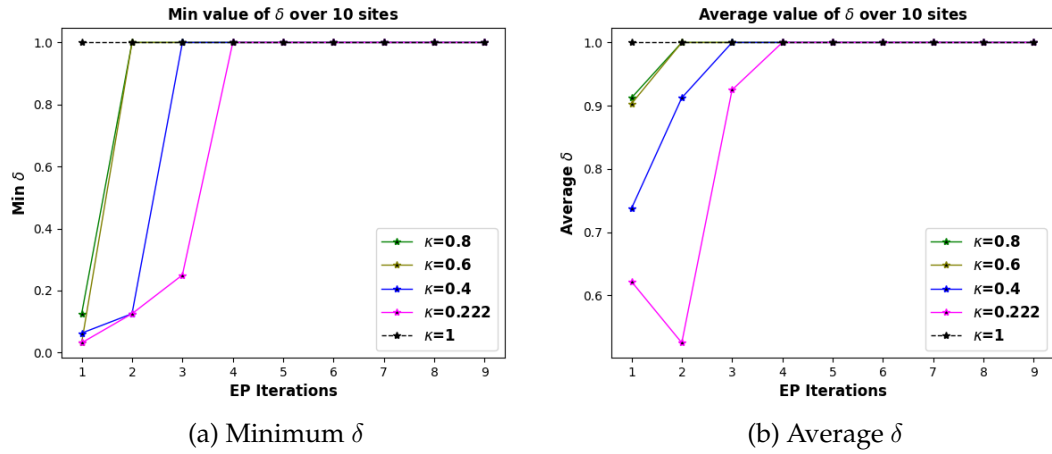 Min value of δ over 10 sites
1.0
0.8
0.6
0.4
0.2
0.0
Min δ
1 2 3 4 5 6 7 8 9
EP Iterations
κ=0.8
κ=0.6
κ=0.4
κ=0.222
κ=1
(a) Minimum δ
Average value of δ over 10 sites
1.0
0.9
0.8
0.7
0.6
Average δ
1 2 3 4 5 6 7 8 9
EP Iterations
κ=0.8
κ=0.6
κ=0.4
κ=0.222
κ=1
(b) Average δ